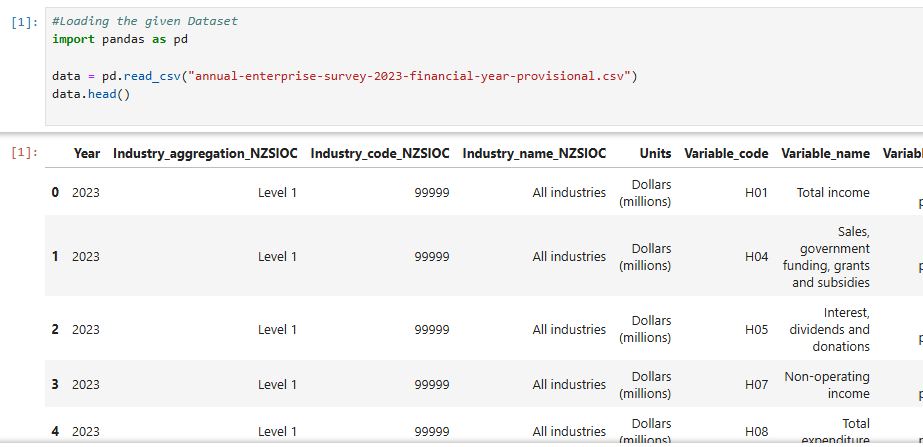 [1]: #Loading the given Dataset
import pandas as pd
data = pd.read_csv("annual-enterprise-survey-2023-financial-year-provisional.csv")
data.head()
[1]:
Year Industry_aggregation_NZSIOC Industry_code_NZSIOC Industry_name_NZSIOC Units Variable_code Variable_name Variabl
0 2023 Level 1 99999 All industries Dollars (millions) H01 Total income
1 2023 Level 1 99999 All industries Dollars (millions) H04 Sales, government funding, grants and subsidies
2 2023 Level 1 99999 All industries Dollars (millions) H05 Interest, dividends and donations
3 2023 Level 1 99999 All industries Dollars (millions) H07 Non-operating income
4 2023 Level 1 99999 All industries Dollars (millions) H08 Total expenditure